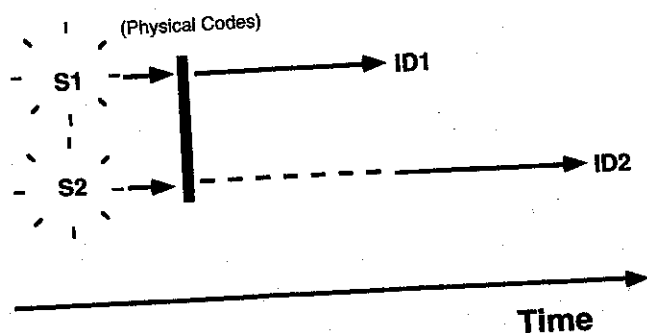 (Physical Codes)
S1
ID1
S2
ID2
Time